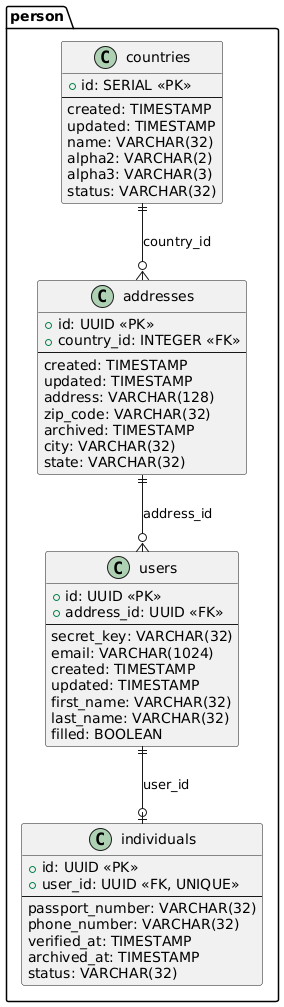 person
C countries
id: SERIAL «PK»
created: TIMESTAMP
updated: TIMESTAMP
name: VARCHAR(32)
alpha2: VARCHAR(2)
alpha3: VARCHAR(3)
status: VARCHAR(32)
country_id
C addresses
id: UUID «PK»
country_id: INTEGER «FK»
created: TIMESTAMP
updated: TIMESTAMP
address: VARCHAR(128)
zip_code: VARCHAR(32)
archived: TIMESTAMP
city: VARCHAR(32)
state: VARCHAR(32)
address_id
C users
id: UUID «PK»
address_id: UUID «FK»
secret_key: VARCHAR(32)
email: VARCHAR(1024)
created: TIMESTAMP
updated: TIMESTAMP
first_name: VARCHAR(32)
last_name: VARCHAR(32)
filled: BOOLEAN
user_id
C individuals
id: UUID «PK»
user_id: UUID «FK, UNIQUE»
passport_number: VARCHAR(32)
phone_number: VARCHAR(32)
verified_at: TIMESTAMP
archived_at: TIMESTAMP
status: VARCHAR(32)